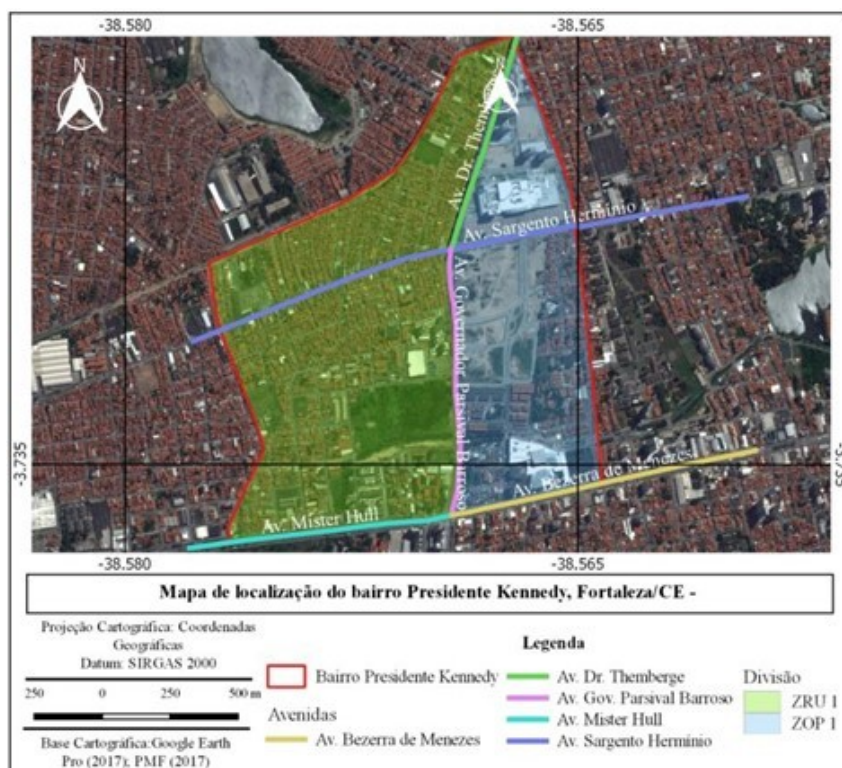 -38.580
-38.565
N
Av. Dr. Themberge
Av. Sargento Hermínio
Av. Governador Parsival Barroso
-3.735
-3.735
Av. Bezerra de Menezes
Av. Mister Hull
-38.580
-38.565
Mapa de localização do bairro Presidente Kennedy, Fortaleza/CE -
Projeção Cartográfica: Coordenadas
Geográficas
Datum: SIRGAS 2000
250 0 250 500 m
Base Cartográfica:Google Earth
Pro (2017); PMF (2017)
Legenda
Bairro Presidente Kennedy
Avenidas
Av. Bezerra de Menezes
Av. Dr. Themberge
Av. Gov. Parsival Barroso
Av. Mister Hull
Av. Sargento Hermínio
Divisão
ZRU 1
ZOP 1